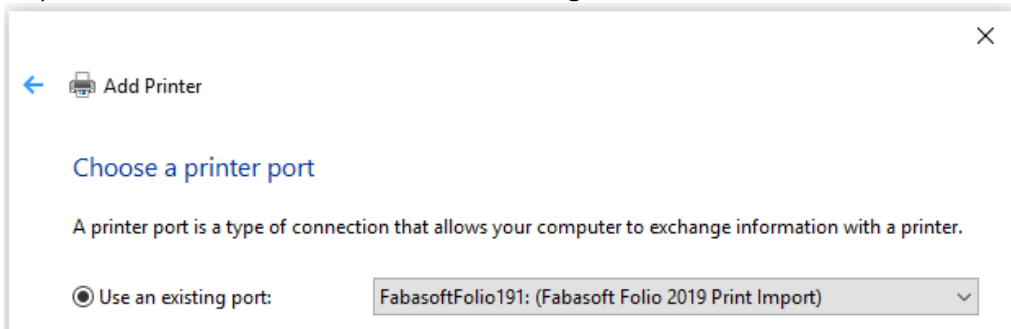 Add Printer
Choose a printer port
A printer port is a type of connection that allows your computer to exchange information with a printer.
Use an existing port: FabasoftFolio191: (Fabasoft Folio 2019 Print Import)